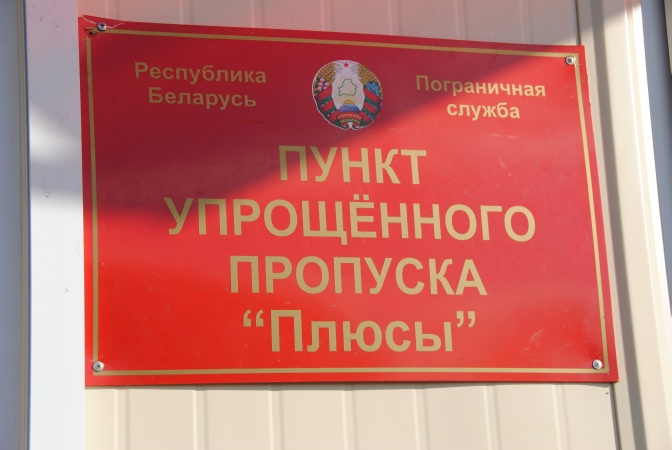 Республика
Беларусь
Пограничная
служба
ПУНКТ
УПРОЩЁННОГО
ПРОПУСКА
“Плюсы”